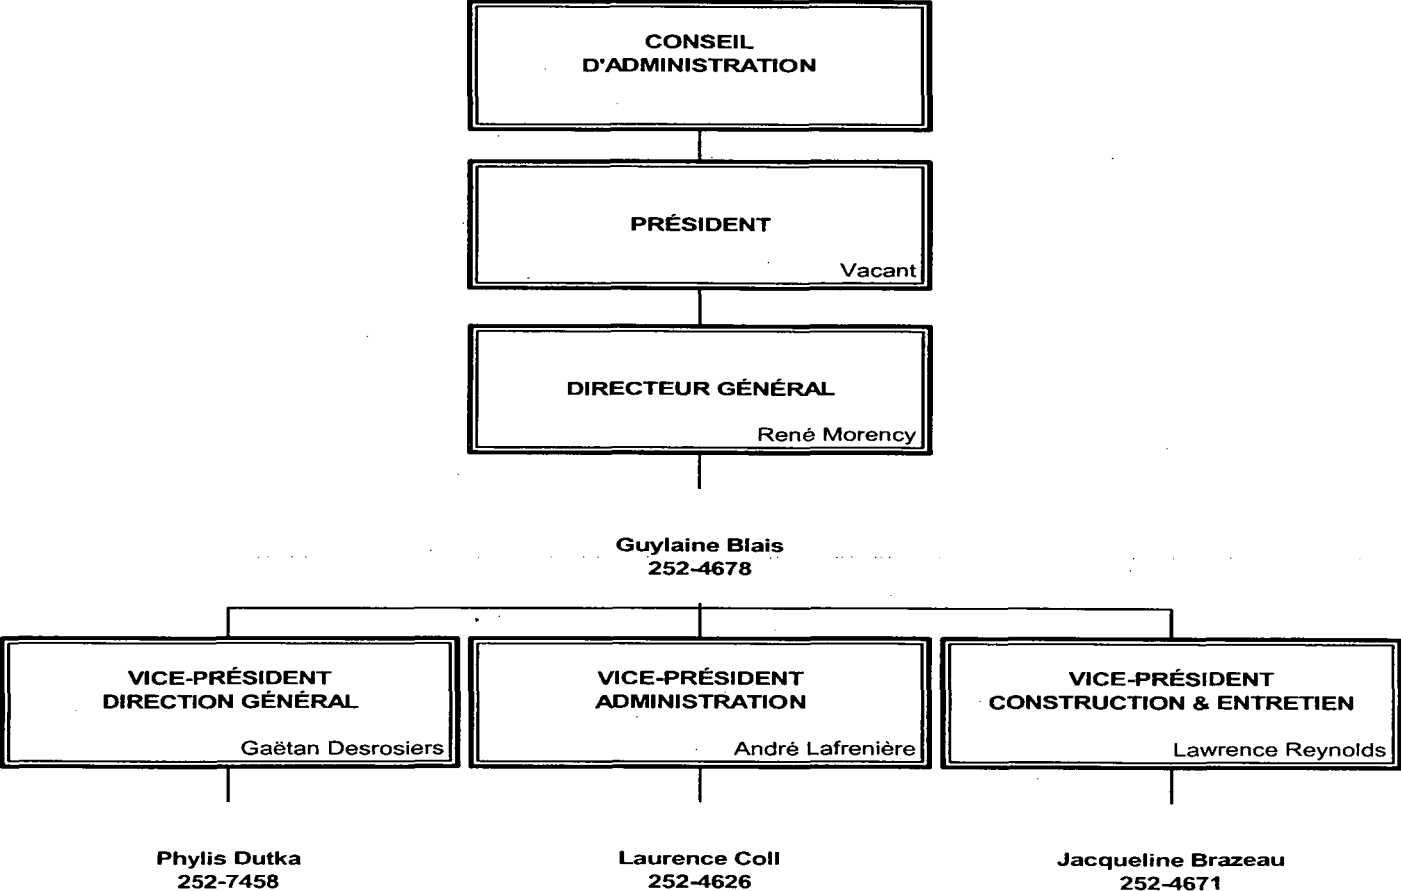 CONSEIL
D'ADMINISTRATION
PRÉSIDENT
Vacant
DIRECTEUR GÉNÉRAL
René Morency
Guylaine Blais
252-4678
VICE-PRÉSIDENT
DIRECTION GÉNÉRAL
Gaëtan Desrosiers
VICE-PRÉSIDENT
ADMINISTRATION
André Lafrenière
VICE-PRÉSIDENT
CONSTRUCTION & ENTRETIEN
Lawrence Reynolds
Phylis Dutka
252-7458
Laurence Coll
252-4626
Jacqueline Brazeau
252-4671